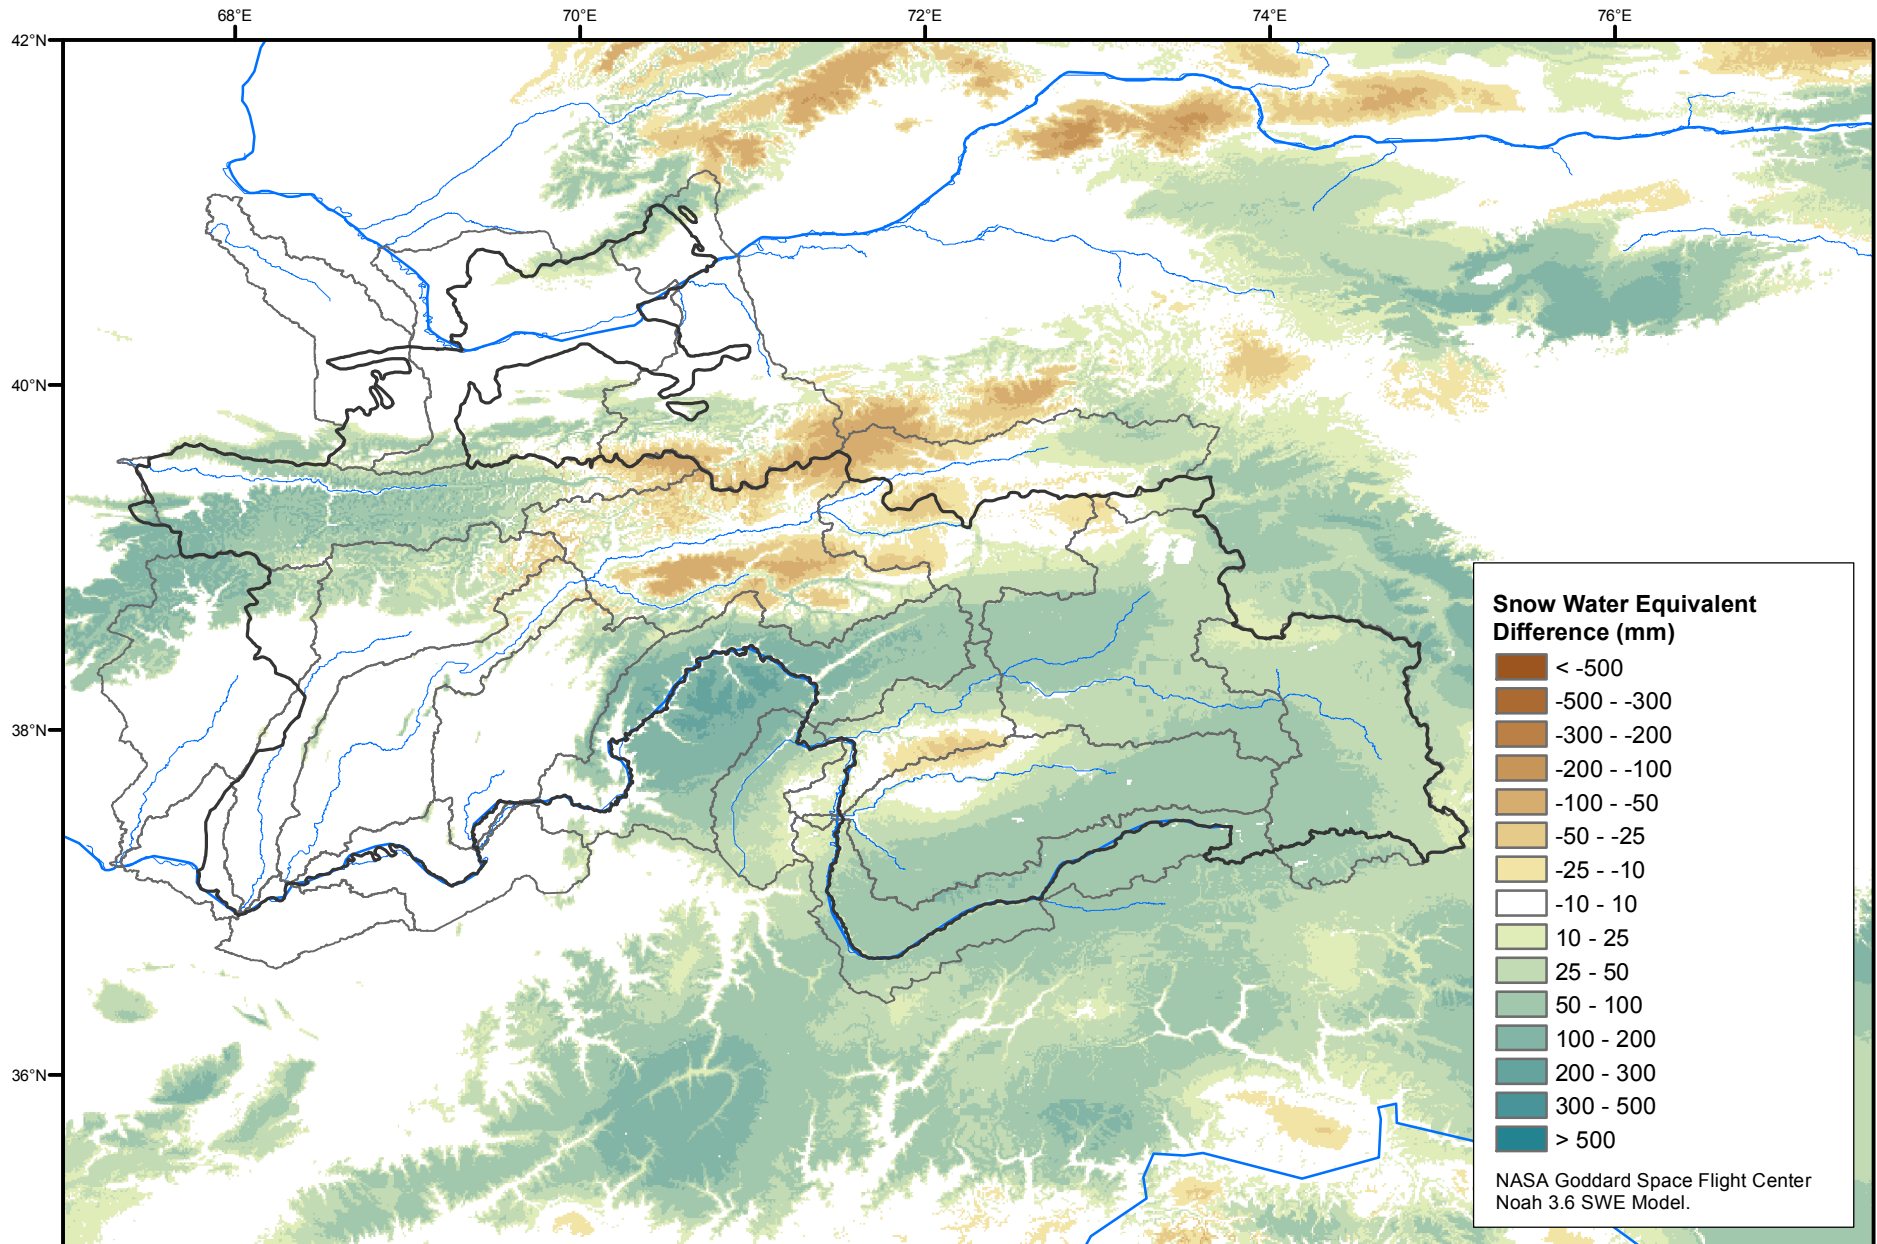 68°E 70°E 72°E 74°E 76°E
42°N
40°N
38°N
36°N
Snow Water Equivalent
Difference (mm)
< -500
-500 - -300
-300 - -200
-200 - -100
-100 - -50
-50 - -25
-25 - -10
-10 - 10
10 - 25
25 - 50
50 - 100
100 - 200
200 - 300
300 - 500
> 500
NASA Goddard Space Flight Center
Noah 3.6 SWE Model.